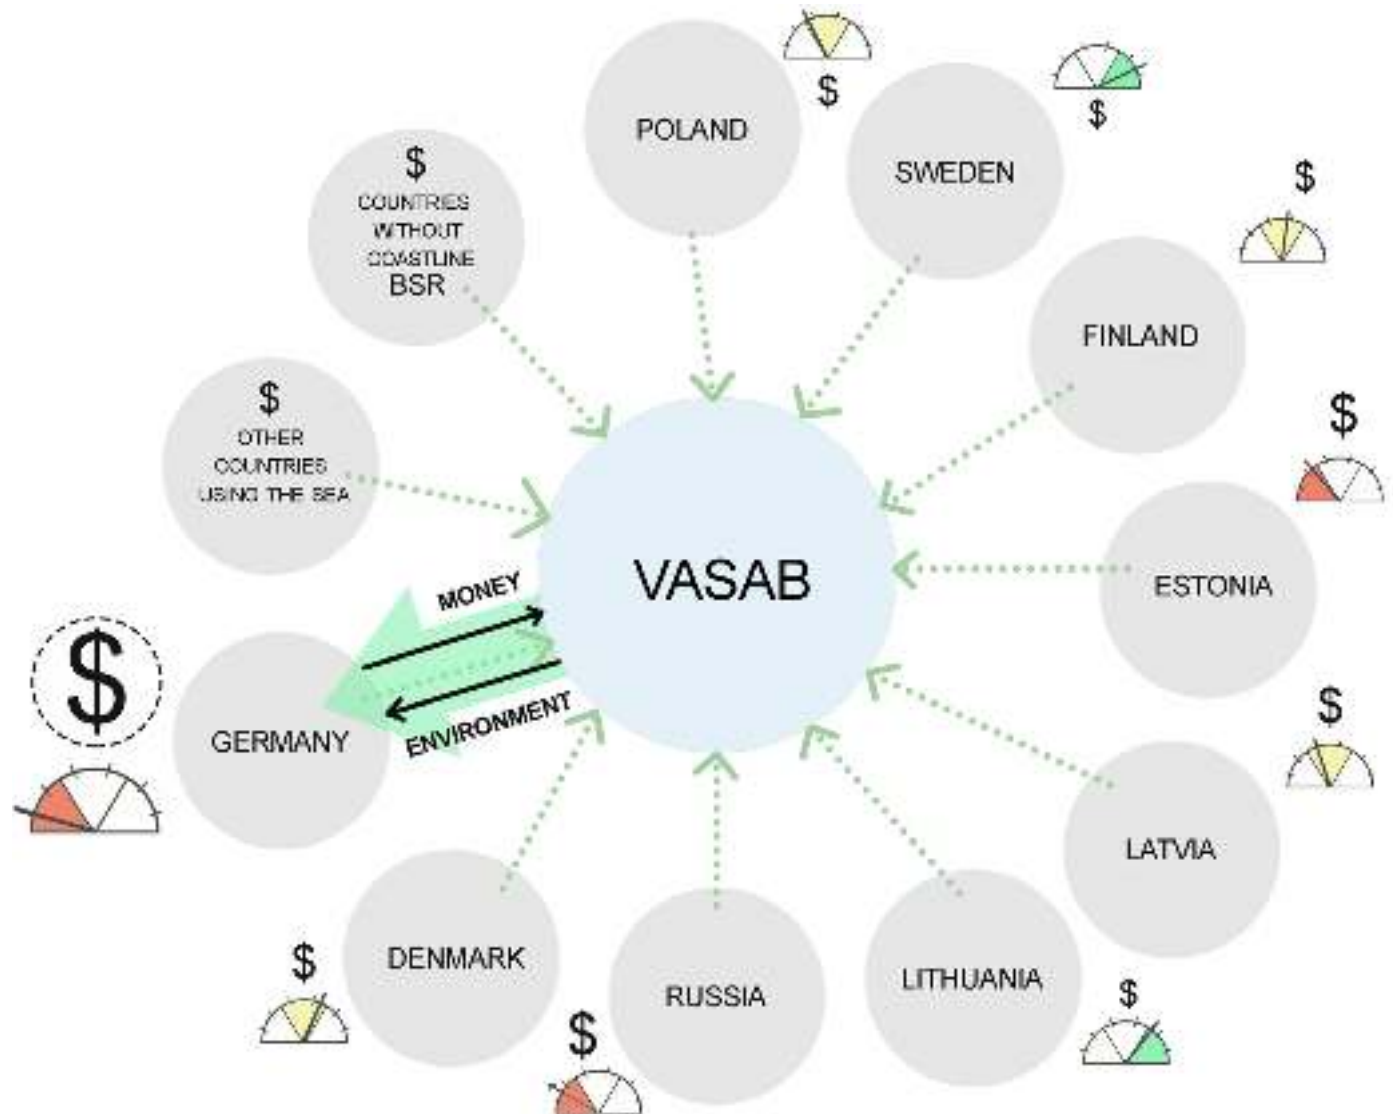 $
POLAND
$
SWEDEN
$
FINLAND
$
ESTONIA
$
LATVIA
$
LITHUANIA
$
RUSSIA
$
DENMARK
$
GERMANY
MONEY
ENVIRONMENT
$
OTHER
COUNTRIES
USING THE SEA
$
COUNTRIES
WITHOUT
COASTLINE
BSR
VASAB